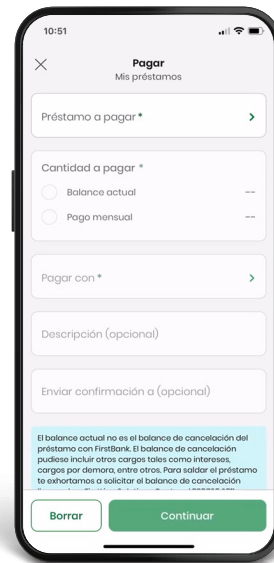 10:51
Pagar
Mis préstamos
Préstamo a pagar *
Cantidad a pagar *
Balance actual --
Pago mensual --
Pagar con *
Descripción (opcional)
Enviar confirmación a (opcional)
El balance actual no es el balance de cancelación del
préstamo con FirstBank. El balance de cancelación
pudiese incluir otros cargos tales como intereses,
cargos por demora, entre otros. Para saldar el préstamo
te exhortamos a solicitar el balance de cancelación
Borrar Continuar